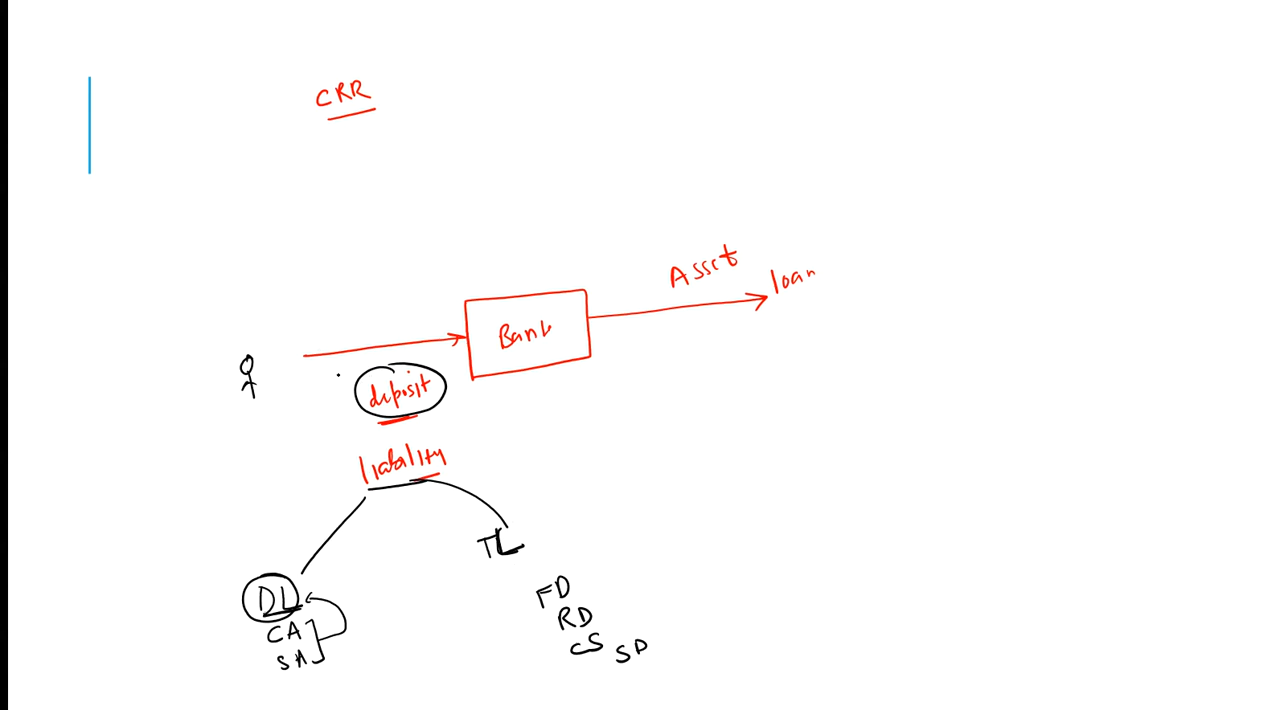 CRR
Asset
loan
Bank
deposit
liability
TL
DL
FD
CA
RD
SA
CS
SD